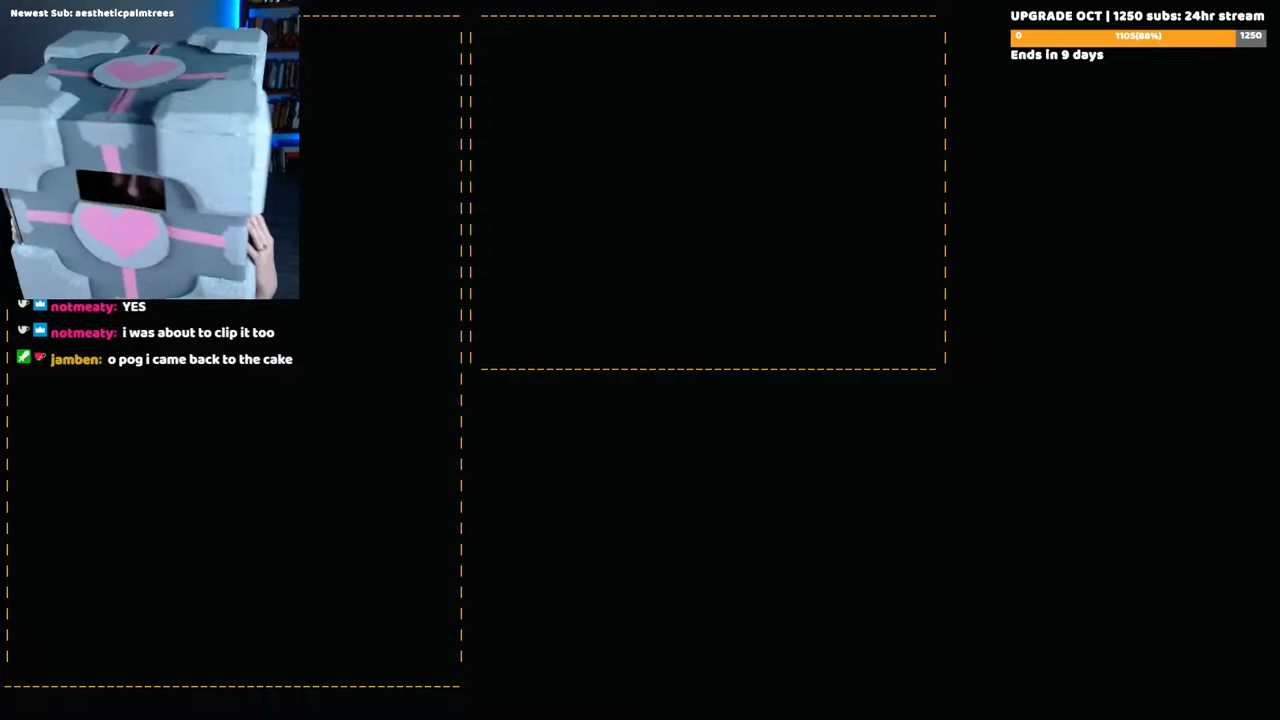 Newest Sub: aestheticpalmtrees
UPGRADE OCT | 1250 subs: 24hr stream
0 1105(88%) 1250
Ends in 9 days
notmeaty: YES
notmeaty: i was about to clip it too
jamben: o pog i came back to the cake